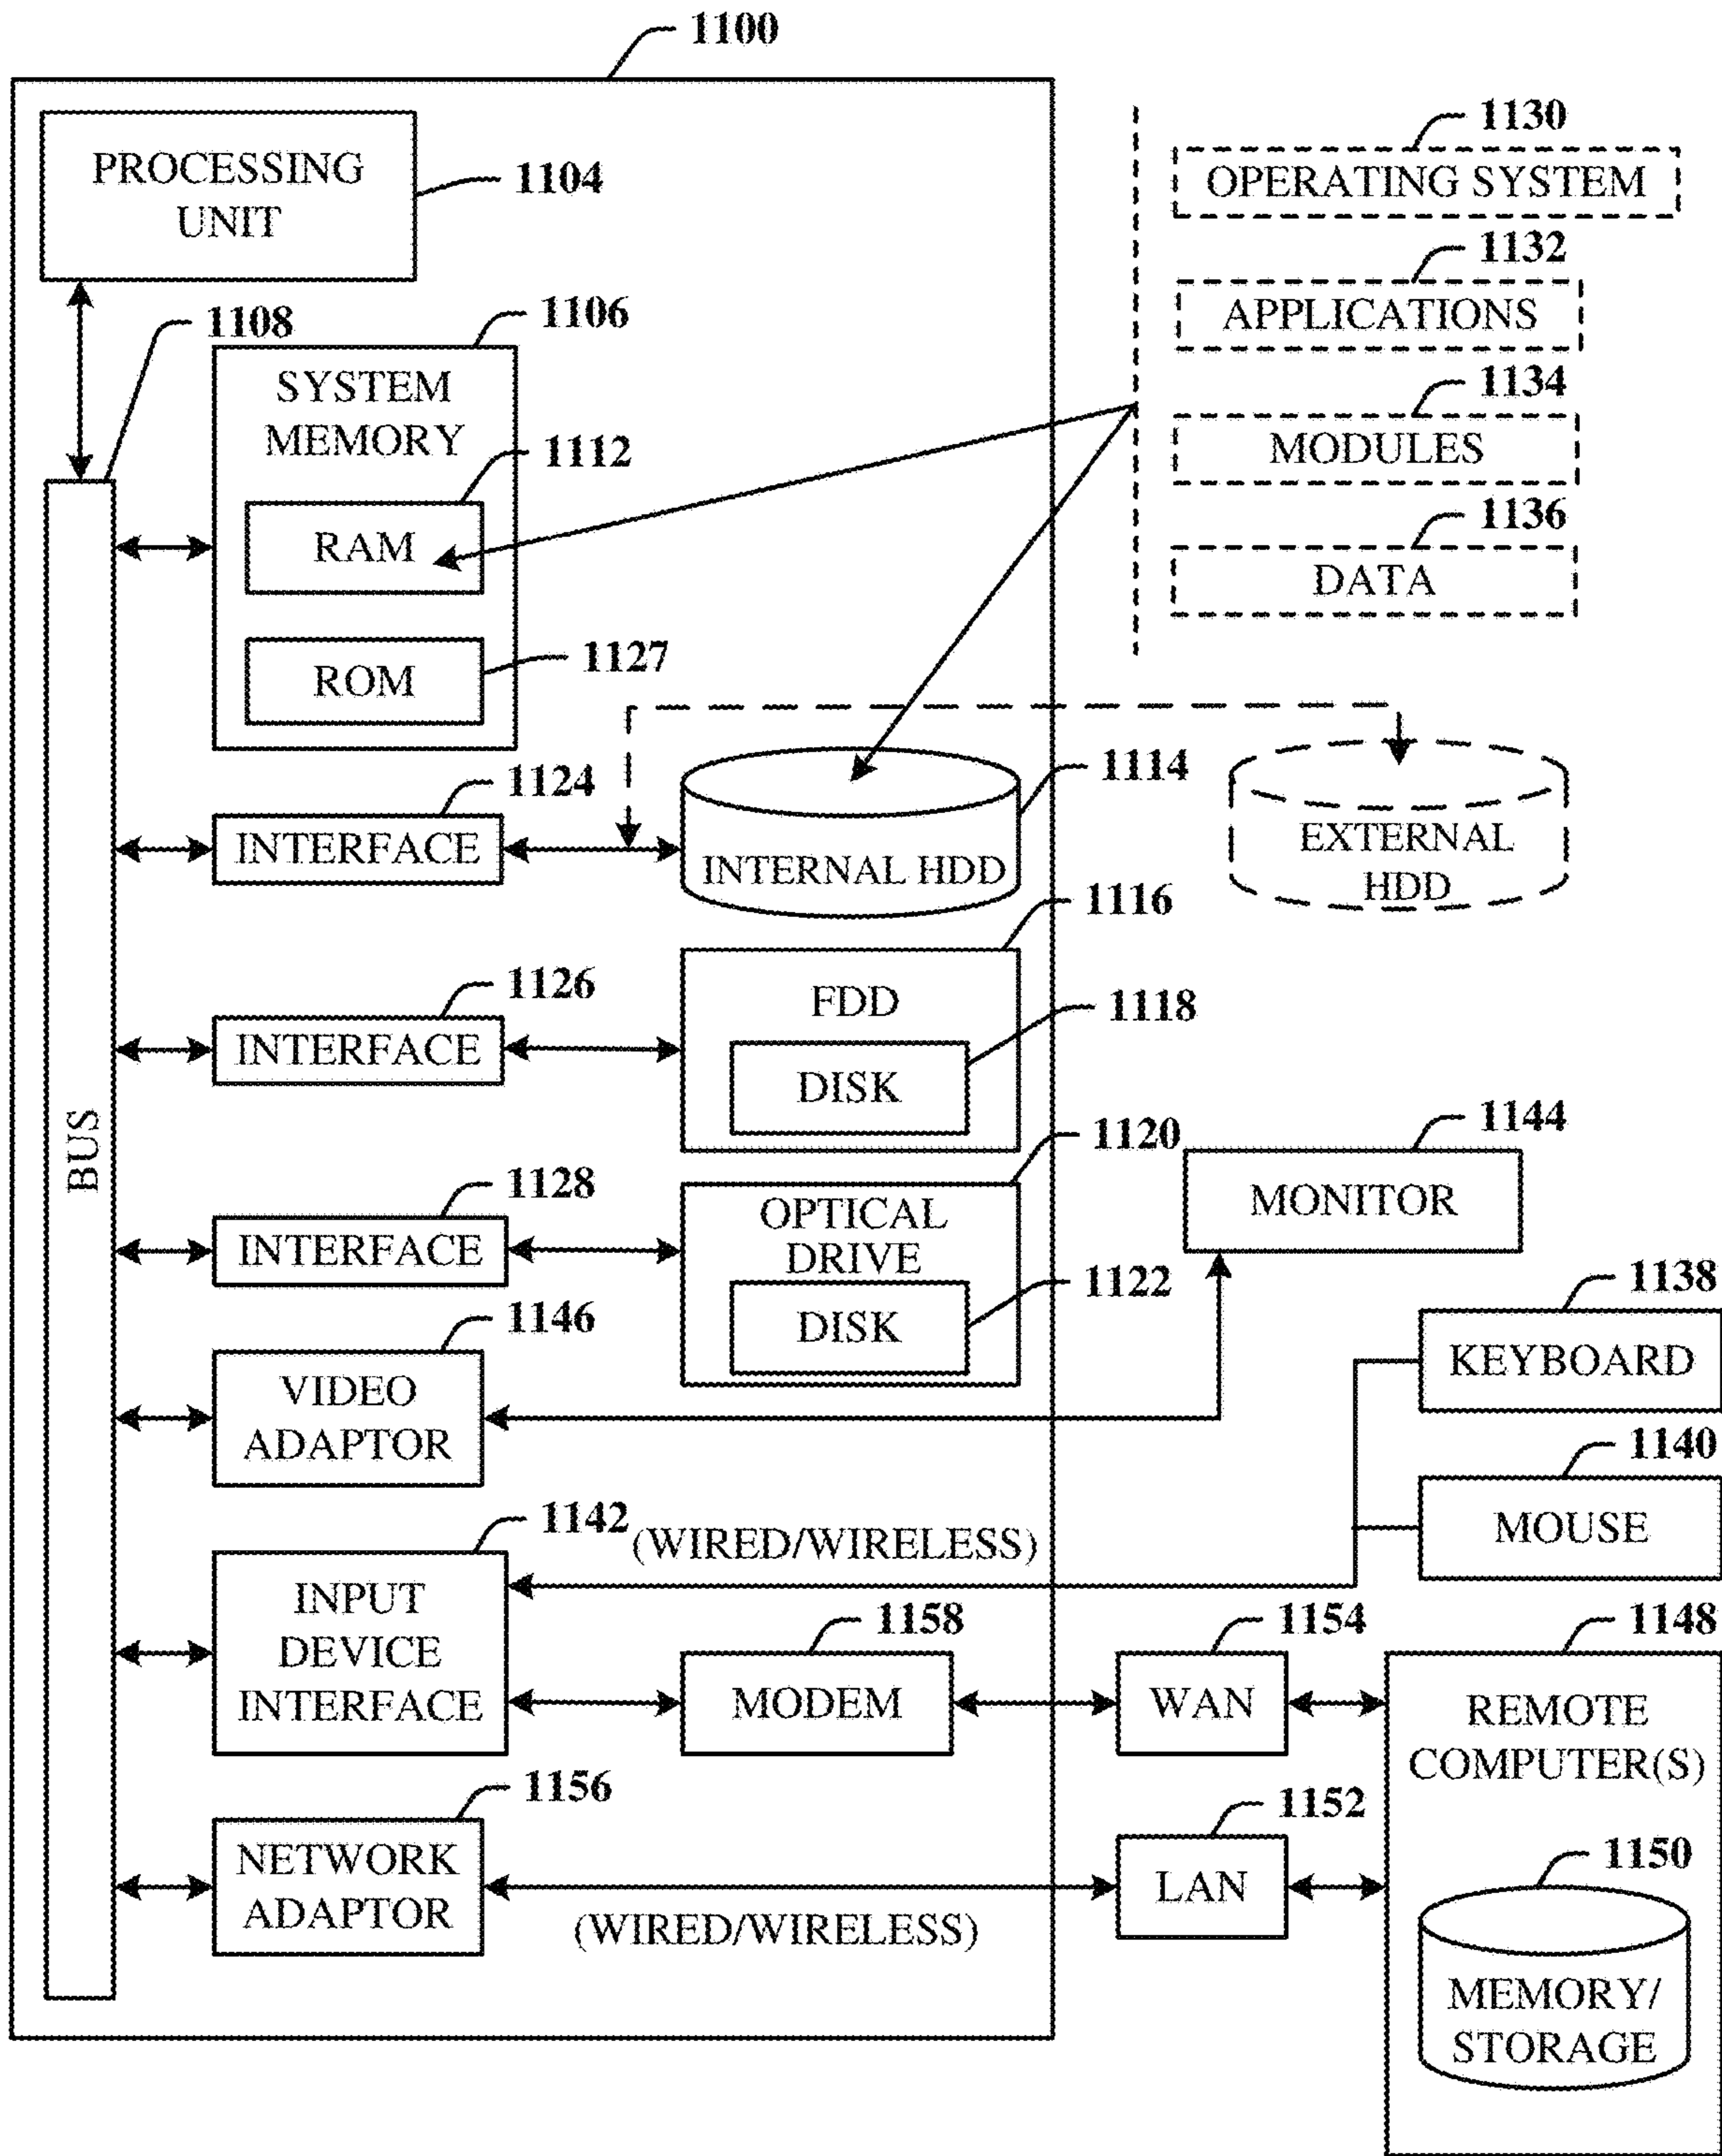 1100
PROCESSING
UNIT
1104
1130
OPERATING SYSTEM
1132
APPLICATIONS
1134
MODULES
1136
DATA
1108
BUS
1106
SYSTEM
MEMORY
1112
RAM
1127
ROM
1124
INTERFACE
1114
INTERNAL HDD
EXTERNAL
HDD
1126
INTERFACE
1116
FDD
1118
DISK
1128
INTERFACE
1120
OPTICAL
DRIVE
1122
DISK
1144
MONITOR
1146
VIDEO
ADAPTOR
1138
KEYBOARD
1140
MOUSE
1142
(WIRED/WIRELESS)
INPUT
DEVICE
INTERFACE
1158
MODEM
1154
WAN
1148
REMOTE
COMPUTER(S)
1156
NETWORK
ADAPTOR
(WIRED/WIRELESS)
1152
LAN
1150
MEMORY/
STORAGE